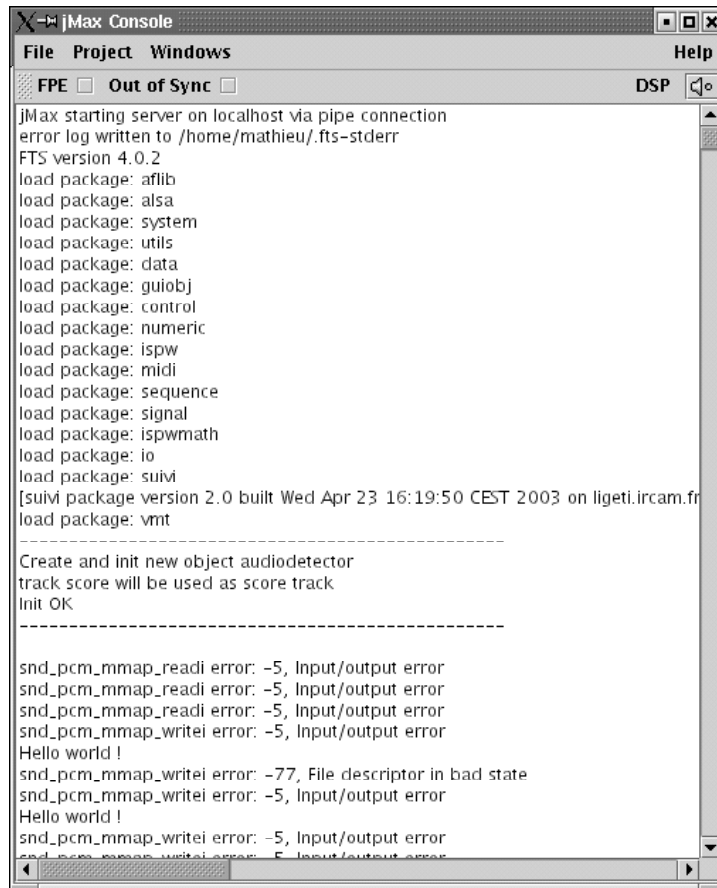 jMax Console
File Project Windows Help
FPE Out of Sync DSP
jMax starting server on localhost via pipe connection
error log written to /home/mathieu/.fts-stderr
FTS version 4.0.2
load package: aflib
load package: alsa
load package: system
load package: utils
load package: data
load package: guiobj
load package: control
load package: numeric
load package: ispw
load package: midi
load package: sequence
load package: signal
load package: ispwmath
load package: io
load package: suivi
[suivi package version 2.0 built Wed Apr 23 16:19:50 CEST 2003 on ligeti.ircam.fr
load package: vmt
-------------------------------------------------
Create and init new object audiodetector
track score will be used as score track
Init OK
-------------------------------------------------
snd_pcm_mmap_readi error: -5, Input/output error
snd_pcm_mmap_readi error: -5, Input/output error
snd_pcm_mmap_readi error: -5, Input/output error
snd_pcm_mmap_writei error: -5, Input/output error
Hello world !
snd_pcm_mmap_writei error: -77, File descriptor in bad state
snd_pcm_mmap_writei error: -5, Input/output error
Hello world !
snd_pcm_mmap_writei error: -5, Input/output error
snd_pcm_mmap_writei error: -5, Input/output error